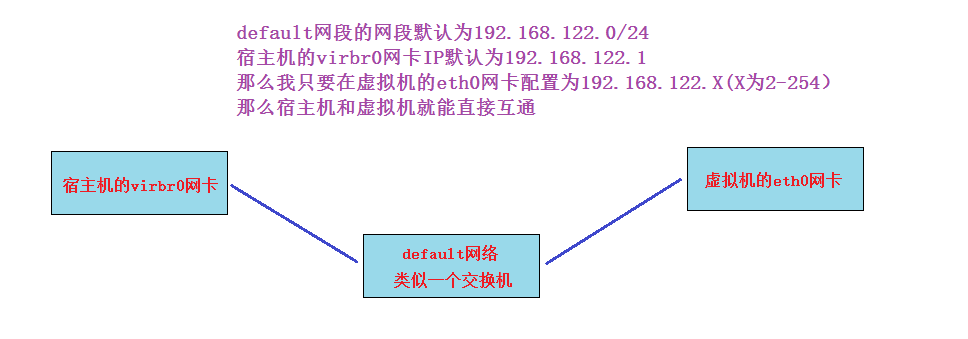 default网段的网段默认为192.168.122.0/24
宿主机的virbr0网卡IP默认为192.168.122.1
那么我只要在虚拟机的eth0网卡配置为192.168.122.X(X为2-254）
那么宿主机和虚拟机就能直接互通
宿主机的virbr0网卡
虚拟机的eth0网卡
default网络
类似一个交换机